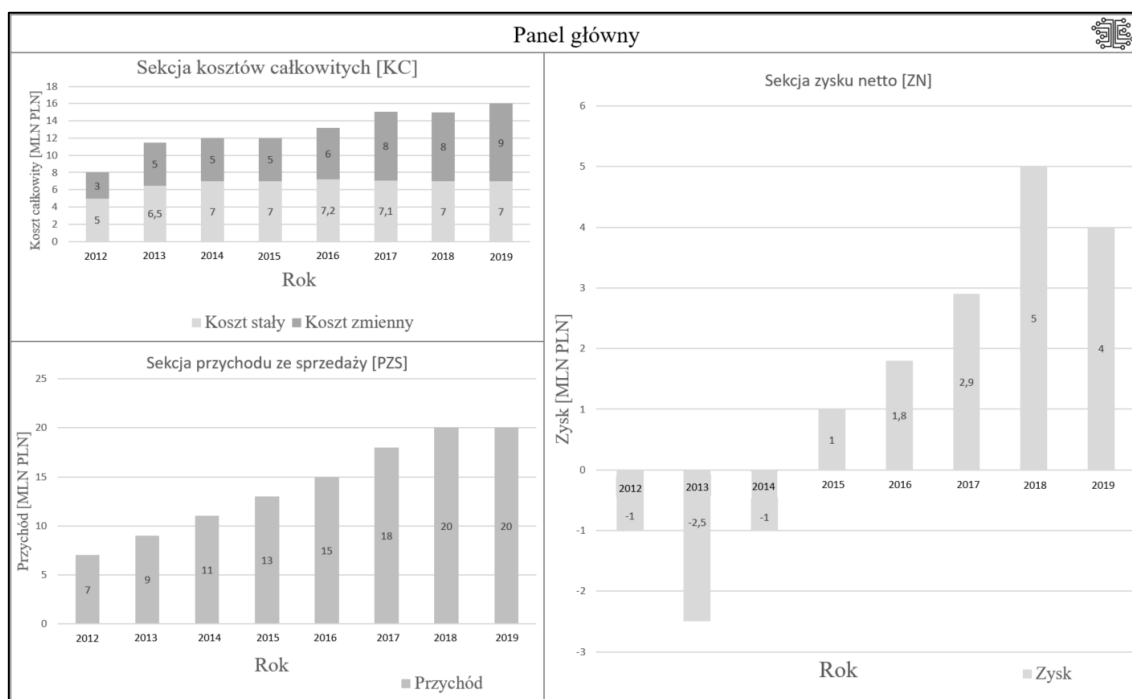 Panel główny
Sekcja kosztów całkowitych [KC]
Koszt całkowity [MLN PLN]
18
16
14
12
10
8
6
4
2
0
3 5 5 5 6 8 8 9
5 6,5 7 7 7,2 7,1 7 7
2012 2013 2014 2015 2016 2017 2018 2019
Rok
Koszt stały Koszt zmienny
Sekcja przychodu ze sprzedaży [PZS]
Przychód [MLN PLN]
25
20
15
10
5
0
7 9 11 13 15 18 20 20
2012 2013 2014 2015 2016 2017 2018 2019
Rok
Przychód
Sekcja zysku netto [ZN]
Zysk [MLN PLN]
6
5
4
3
2
1
0
-1
-2
-3
-1 -2,5 -1 1 1,8 2,9 5 4
2012 2013 2014 2015 2016 2017 2018 2019
Rok
Zysk